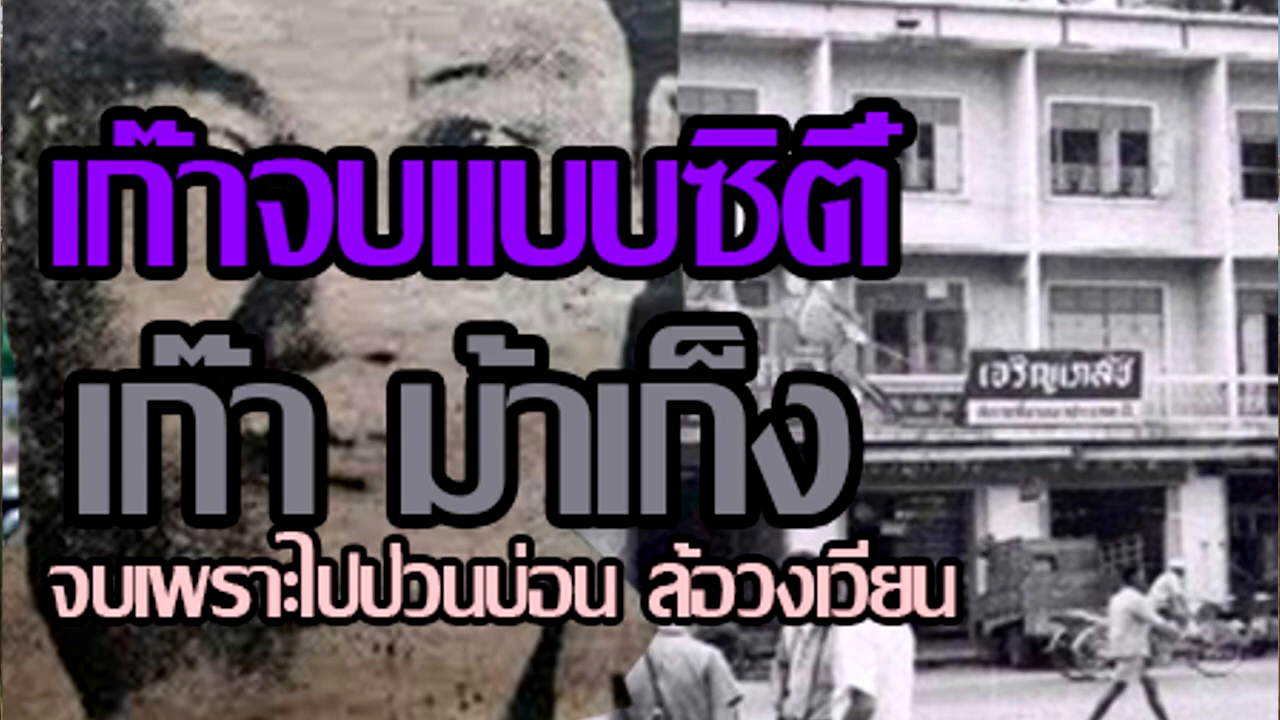 เก๊าจบแบบซิตี๋
เก๊า ม้าเก็ง
เจริญเภสัช
จบเพราะไปป่วนบ่อน ล้อวงเวียน